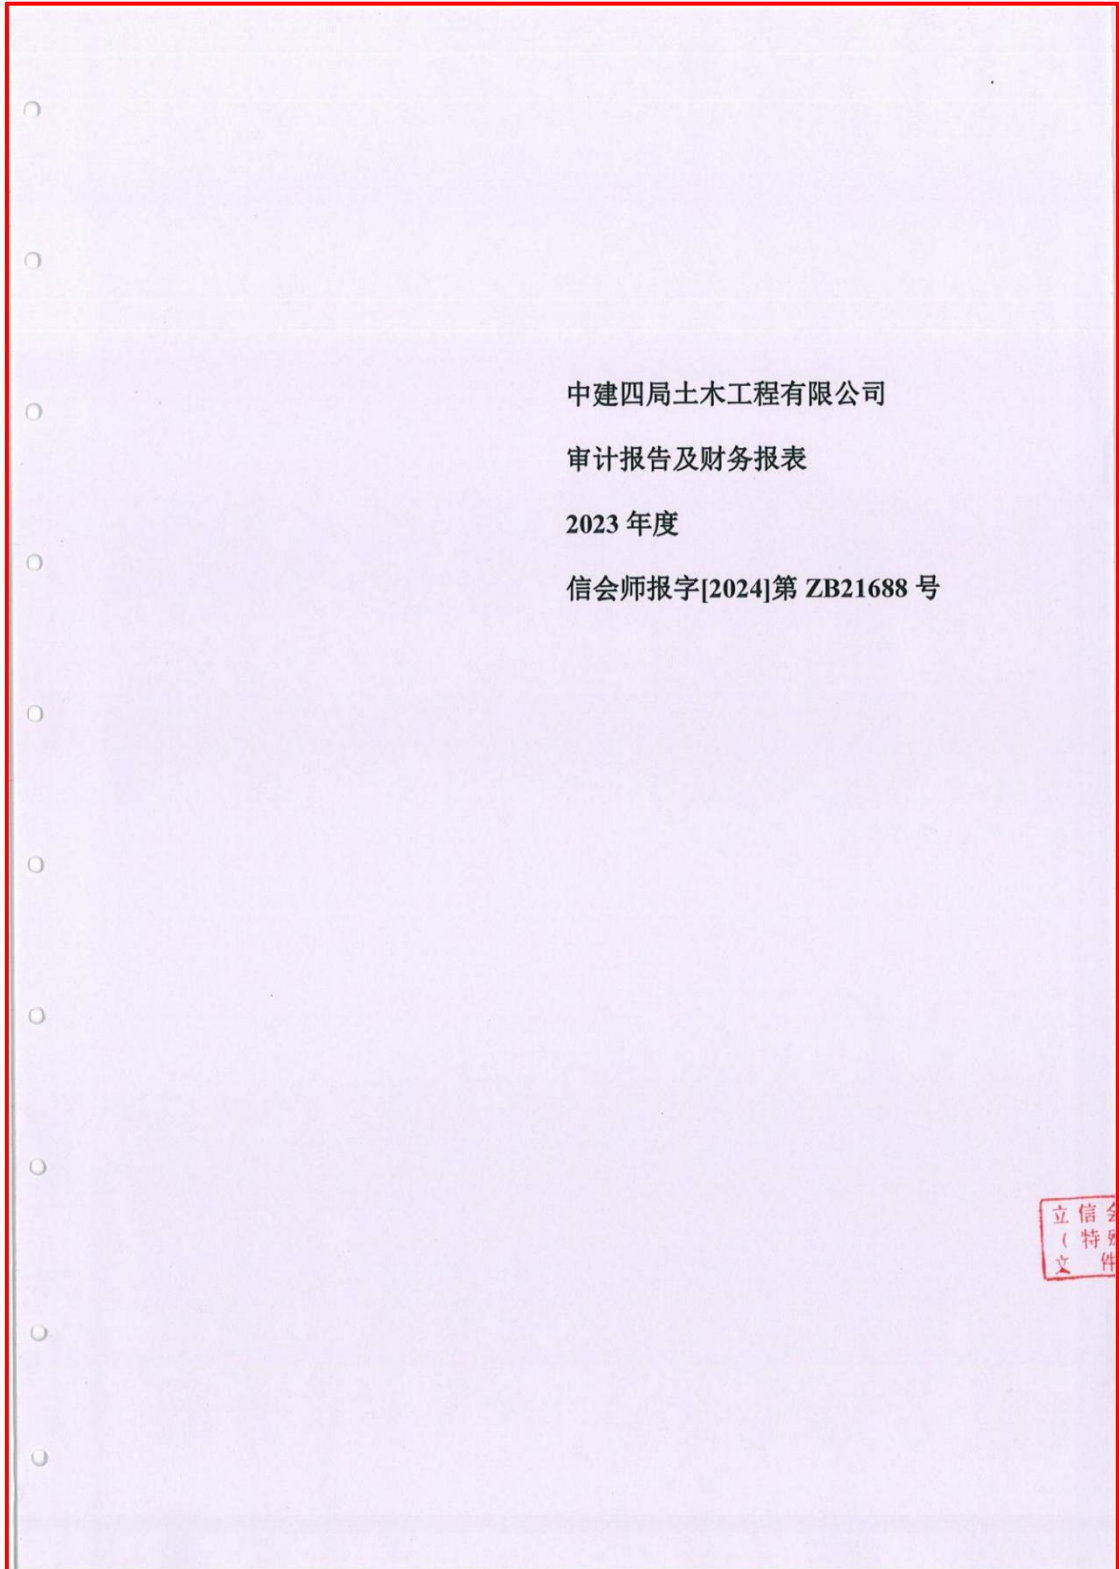 中建四局土木工程有限公司
审计报告及财务报表
2023 年度
信会师报字[2024]第 ZB21688 号
立信会
（特殊
文 件